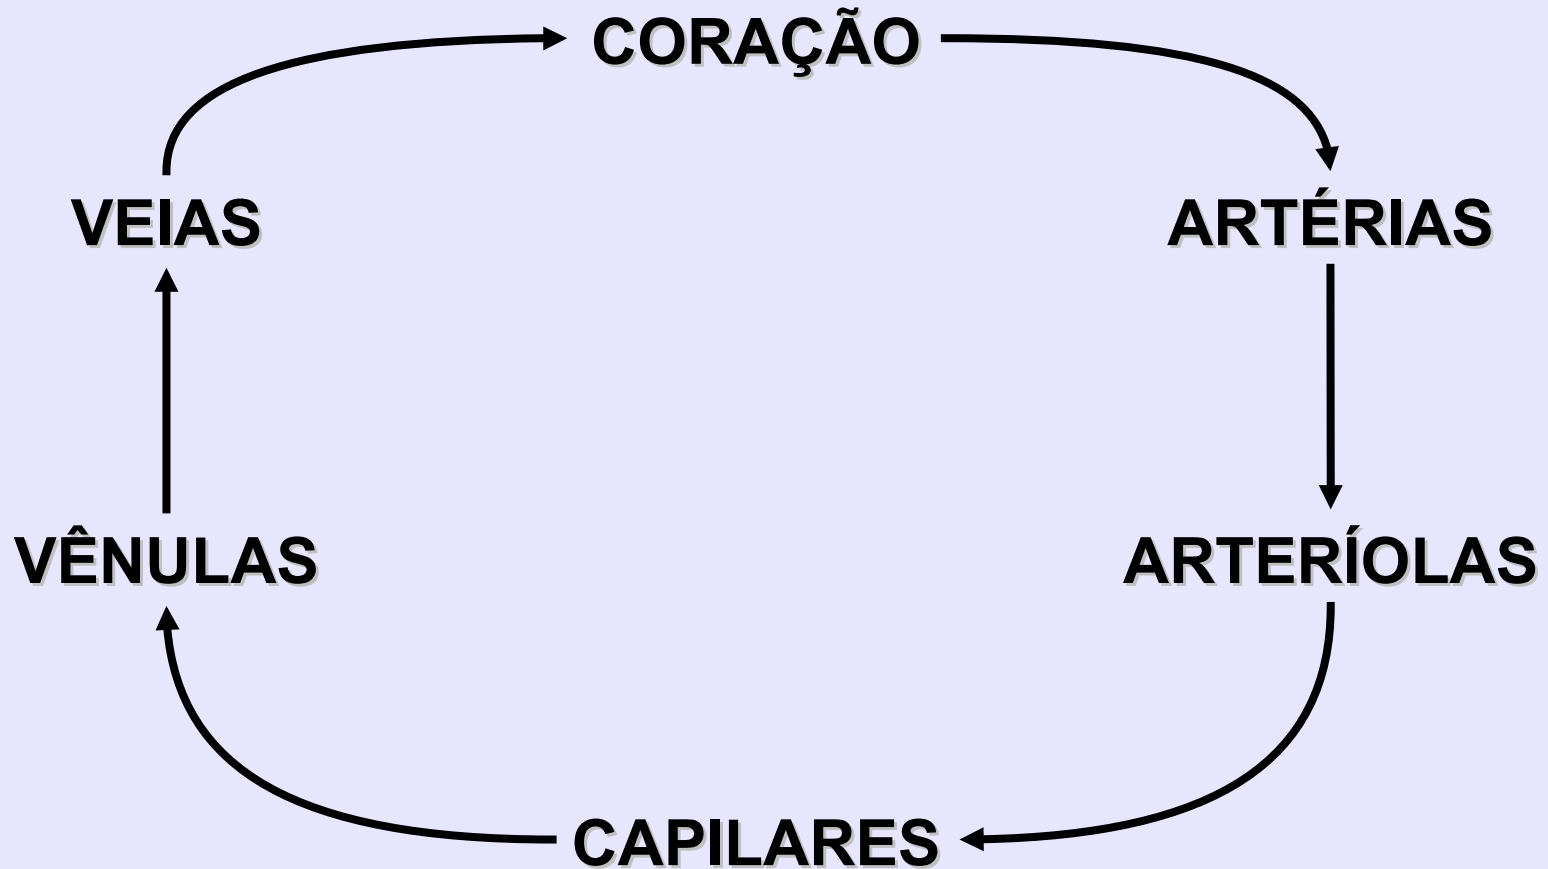 CORAÇÃO
VEIAS
ARTÉRIAS
VÊNULAS
ARTERÍOLAS
CAPILARES